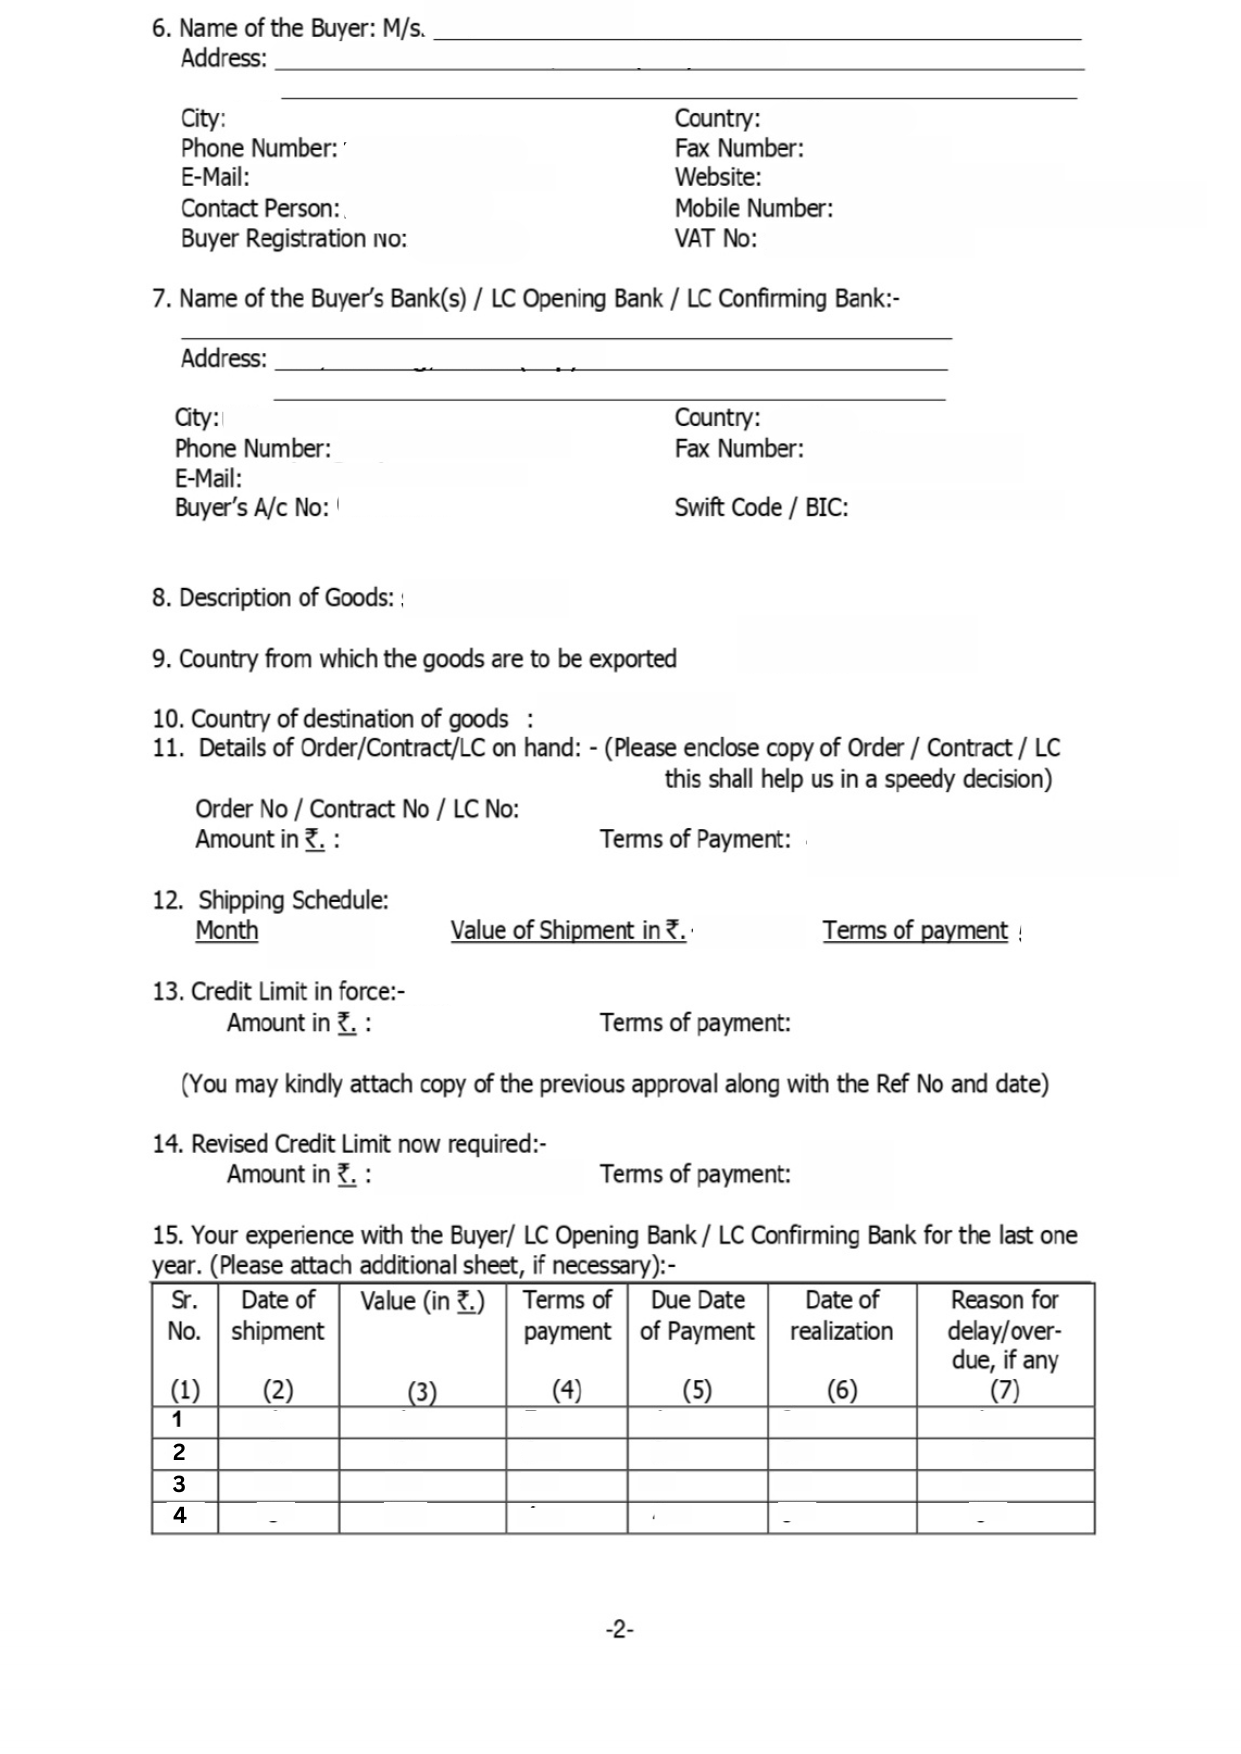 6. Name of the Buyer: M/s.
Address:
City: Country:
Phone Number: Fax Number:
E-Mail: Website:
Contact Person: Mobile Number:
Buyer Registration No: VAT No:
7. Name of the Buyer's Bank(s) / LC Opening Bank / LC Confirming Bank:-
Address:
City: Country:
Phone Number: Fax Number:
E-Mail:
Buyer's A/c No: Swift Code / BIC:
8. Description of Goods:
9. Country from which the goods are to be exported
10. Country of destination of goods :
11. Details of Order/Contract/LC on hand: - (Please enclose copy of Order / Contract / LC
this shall help us in a speedy decision)
Order No / Contract No / LC No:
Amount in ₹. : Terms of Payment:
12. Shipping Schedule:
Month Value of Shipment in ₹. Terms of payment
13. Credit Limit in force:-
Amount in ₹. : Terms of payment:
(You may kindly attach copy of the previous approval along with the Ref No and date)
14. Revised Credit Limit now required:-
Amount in ₹. : Terms of payment:
15. Your experience with the Buyer/ LC Opening Bank / LC Confirming Bank for the last one
year. (Please attach additional sheet, if necessary):-
Sr. Date of Value (in ₹.) Terms of Due Date Date of Reason for
No. shipment payment of Payment realization delay/over-
due, if any
(1) (2) (3) (4) (5) (6) (7)
1
2
3
4
-2-